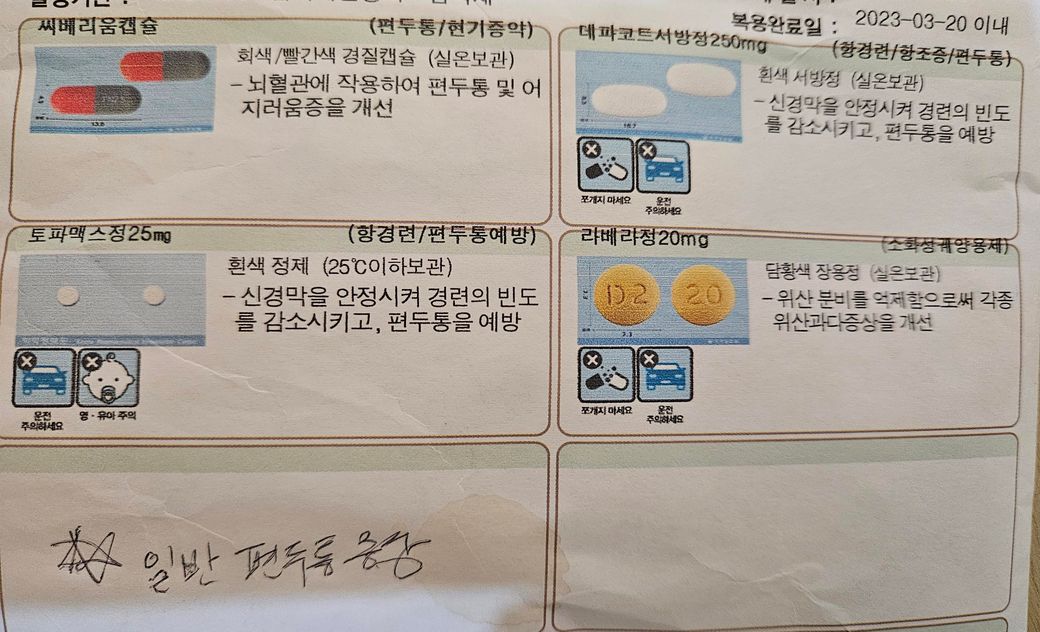 복용완료일 : 2023-03-20 이내
씨베리움캡슐 (편두통/현기증약)
회색/빨간색 경질캡슐 (실온보관)
- 뇌혈관에 작용하여 편두통 및 어
지러움증을 개선
데파코트서방정250mg
(항경련/항조증/편두통)
흰색 서방정 (실온보관)
- 신경막을 안정시켜 경련의 빈도
를 감소시키고, 편두통을 예방
쪼개지 마세요
운전
주의하세요
토파맥스정25mg (항경련/편두통예방)
흰색 정제 (25℃이하보관)
- 신경막을 안정시켜 경련의 빈도
를 감소시키고, 편두통을 예방
운전
주의하세요
영·유아 주의
라베라정20mg (소화성궤양용제)
D2 20
담황색 장용정 (실온보관)
- 위산 분비를 억제함으로써 각종
위산과다증상을 개선
쪼개지 마세요
운전
주의하세요
일반 편두통